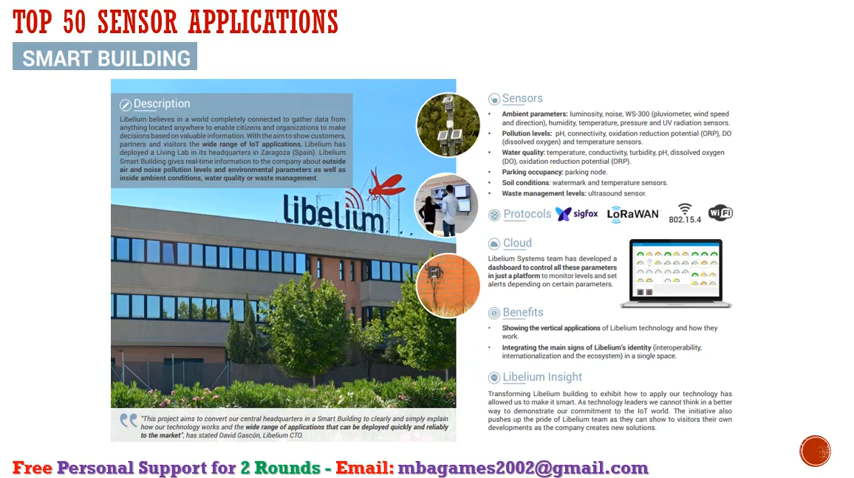 TOP 50 SENSOR APPLICATIONS
SMART BUILDING
Description
Libelium believes in a world completely connected to gather data from
anything located anywhere to enable citizens and organizations to make
decisions based on valuable information. With the aim to show customers,
partners and visitors the wide range of IoT applications, Libelium has
deployed a Living Lab in its headquarters in Zaragoza (Spain). Libelium
Smart Building gives real-time information to the company about outside
air and noise pollution levels and environmental parameters as well as
inside ambient conditions, water quality or waste management.
libelium
"This project aims to convert our central headquarters in a Smart Building to clearly and simply explain
how our technology works and the wide range of applications that can be deployed quickly and reliably
to the market", has stated David Gascón, Libelium CTO.
Sensors
• Ambient parameters: luminosity, noise, WS-300 (pluviometer, wind speed
and direction), humidity, temperature, pressure and UV radiation sensors.
• Pollution levels: pH, connectivity, oxidation reduction potential (ORP), DO
(dissolved oxygen) and temperature sensors.
• Water quality: temperature, conductivity, turbidity, pH, dissolved oxygen
(DO), oxidation reduction potential (ORP).
• Parking occupancy: parking node.
• Soil conditions: watermark and temperature sensors.
• Waste management levels: ultrasound sensor.
Protocols sigfox LoRaWAN 802.15.4 WiFi
Cloud
Libelium Systems team has developed a
dashboard to control all these parameters
in just a platform to monitor levels and set
alerts depending on certain parameters.
Benefits
• Showing the vertical applications of Libelium technology and how they
work.
• Integrating the main signs of Libelium's identity (interoperability,
internationalization and the ecosystem) in a single space.
Libelium Insight
Transforming Libelium building to exhibit how to apply our technology has
allowed us to make it smart. As technology leaders we cannot think in a better
way to demonstrate our commitment to the IoT world. The initiative also
pushes up the pride of Libelium team as they can show to visitors their own
developments as the company creates new solutions.
Free Personal Support for 2 Rounds - Email: mbagames2002@gmail.com